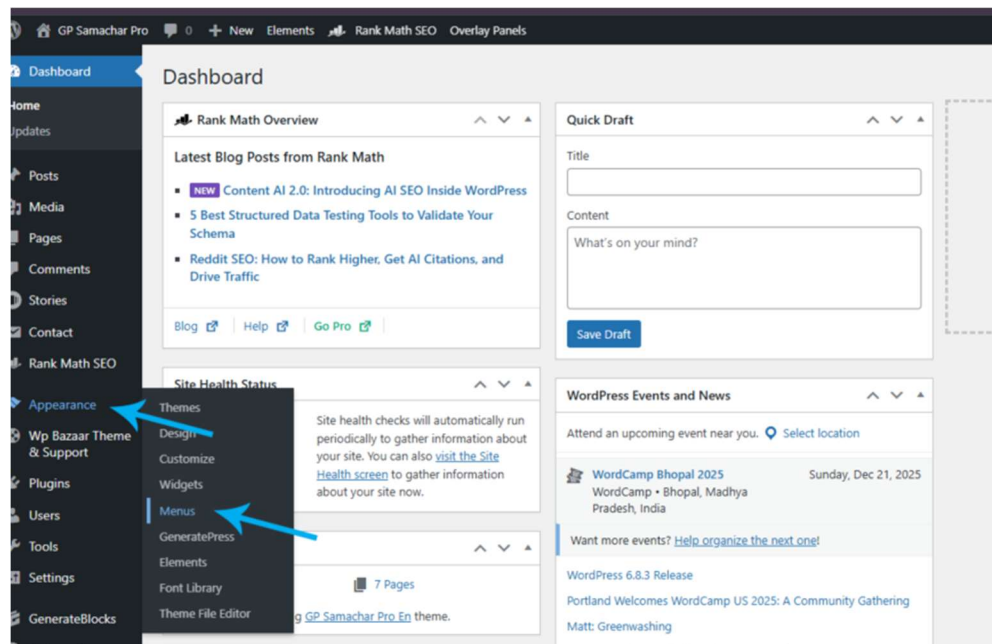 GP Samachar Pro 0 + New Elements Rank Math SEO Overlay Panels
Dashboard
Home
Updates
Posts
Media
Pages
Comments
Stories
Contact
Rank Math SEO
Appearance
Wp Bazaar Theme
& Support
Plugins
Users
Tools
Settings
GenerateBlocks
Themes
Design
Customize
Widgets
Menus
GeneratePress
Elements
Font Library
Theme File Editor
Dashboard
Rank Math Overview
Latest Blog Posts from Rank Math
NEW Content AI 2.0: Introducing AI SEO Inside WordPress
5 Best Structured Data Testing Tools to Validate Your
Schema
Reddit SEO: How to Rank Higher, Get AI Citations, and
Drive Traffic
Blog Help Go Pro
Site Health Status
Site health checks will automatically run
periodically to gather information about
your site. You can also visit the Site
Health screen to gather information
about your site now.
7 Pages
g GP Samachar Pro En theme.
Quick Draft
Title
Content
What's on your mind?
Save Draft
WordPress Events and News
Attend an upcoming event near you. Select location
WordCamp Bhopal 2025 Sunday, Dec 21, 2025
WordCamp • Bhopal, Madhya
Pradesh, India
Want more events? Help organize the next one!
WordPress 6.8.3 Release
Portland Welcomes WordCamp US 2025: A Community Gathering
Matt: Greenwashing